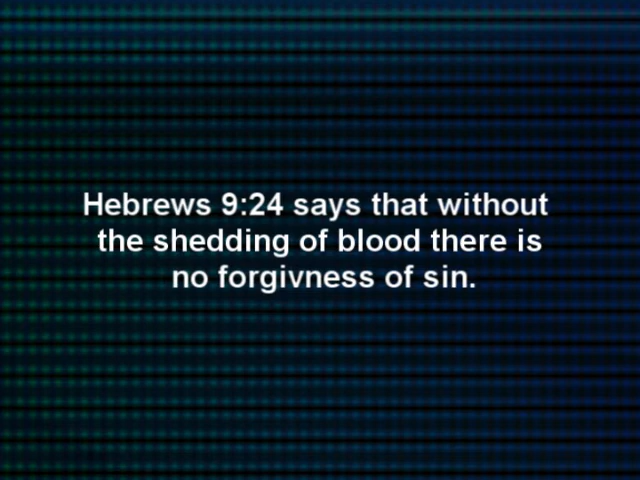 Hebrews 9:24 says that without
the shedding of blood there is
no forgivness of sin.